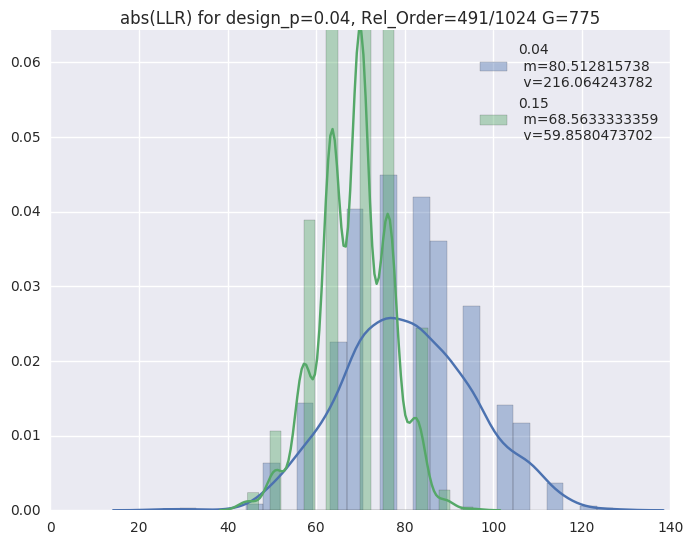 abs(LLR) for design_p=0.04, Rel_Order=491/1024 G=775
0.04
m=80.512815738
v=216.064243782
0.15
m=68.5633333359
v=59.8580473702
0.06
0.05
0.04
0.03
0.02
0.01
0.00
0 20 40 60 80 100 120 140